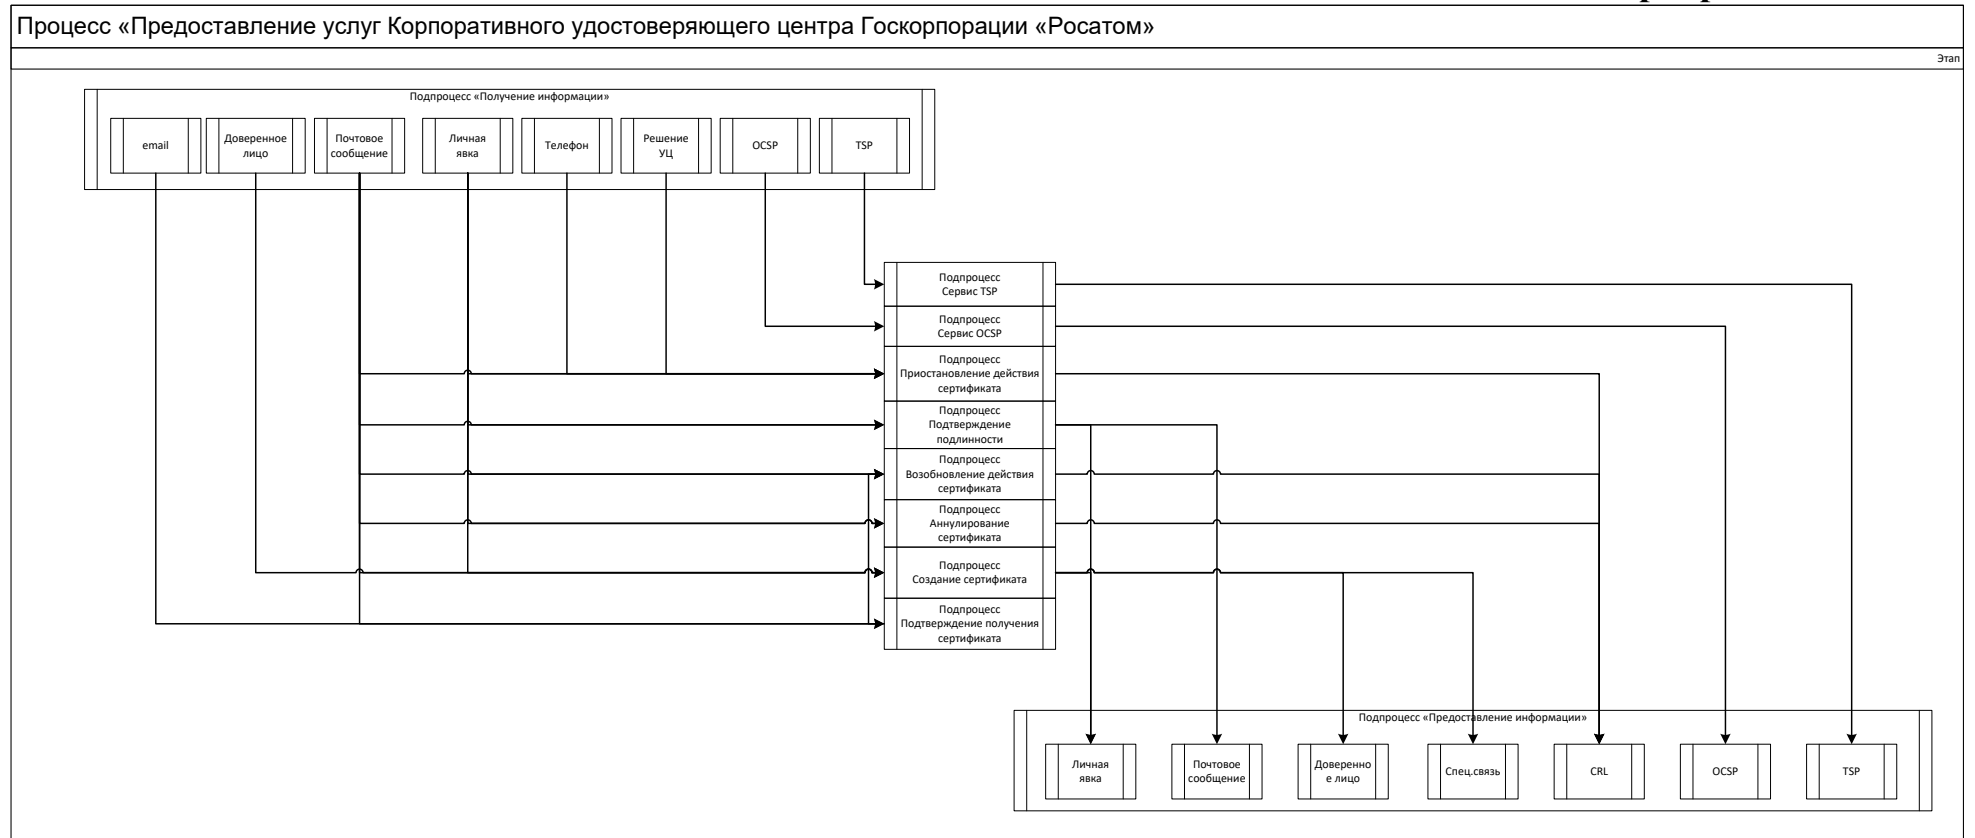 Процесс «Предоставление услуг Корпоративного удостоверяющего центра Госкорпорации «Росатом»
Этап
Подпроцесс «Получение информации»
email
Доверенное
лицо
Почтовое
сообщение
Личная
явка
Телефон
Решение
УЦ
OCSP
TSP
Подпроцесс
Сервис TSP
Подпроцесс
Сервис OCSP
Подпроцесс
Приостановление действия
сертификата
Подпроцесс
Подтверждение
подлинности
Подпроцесс
Возобновление действия
сертификата
Подпроцесс
Аннулирование
сертификата
Подпроцесс
Создание сертификата
Подпроцесс
Подтверждение получения
сертификата
Подпроцесс «Предоставление информации»
Личная
явка
Почтовое
сообщение
Доверенно
е лицо
Спец.связь
CRL
OCSP
TSP